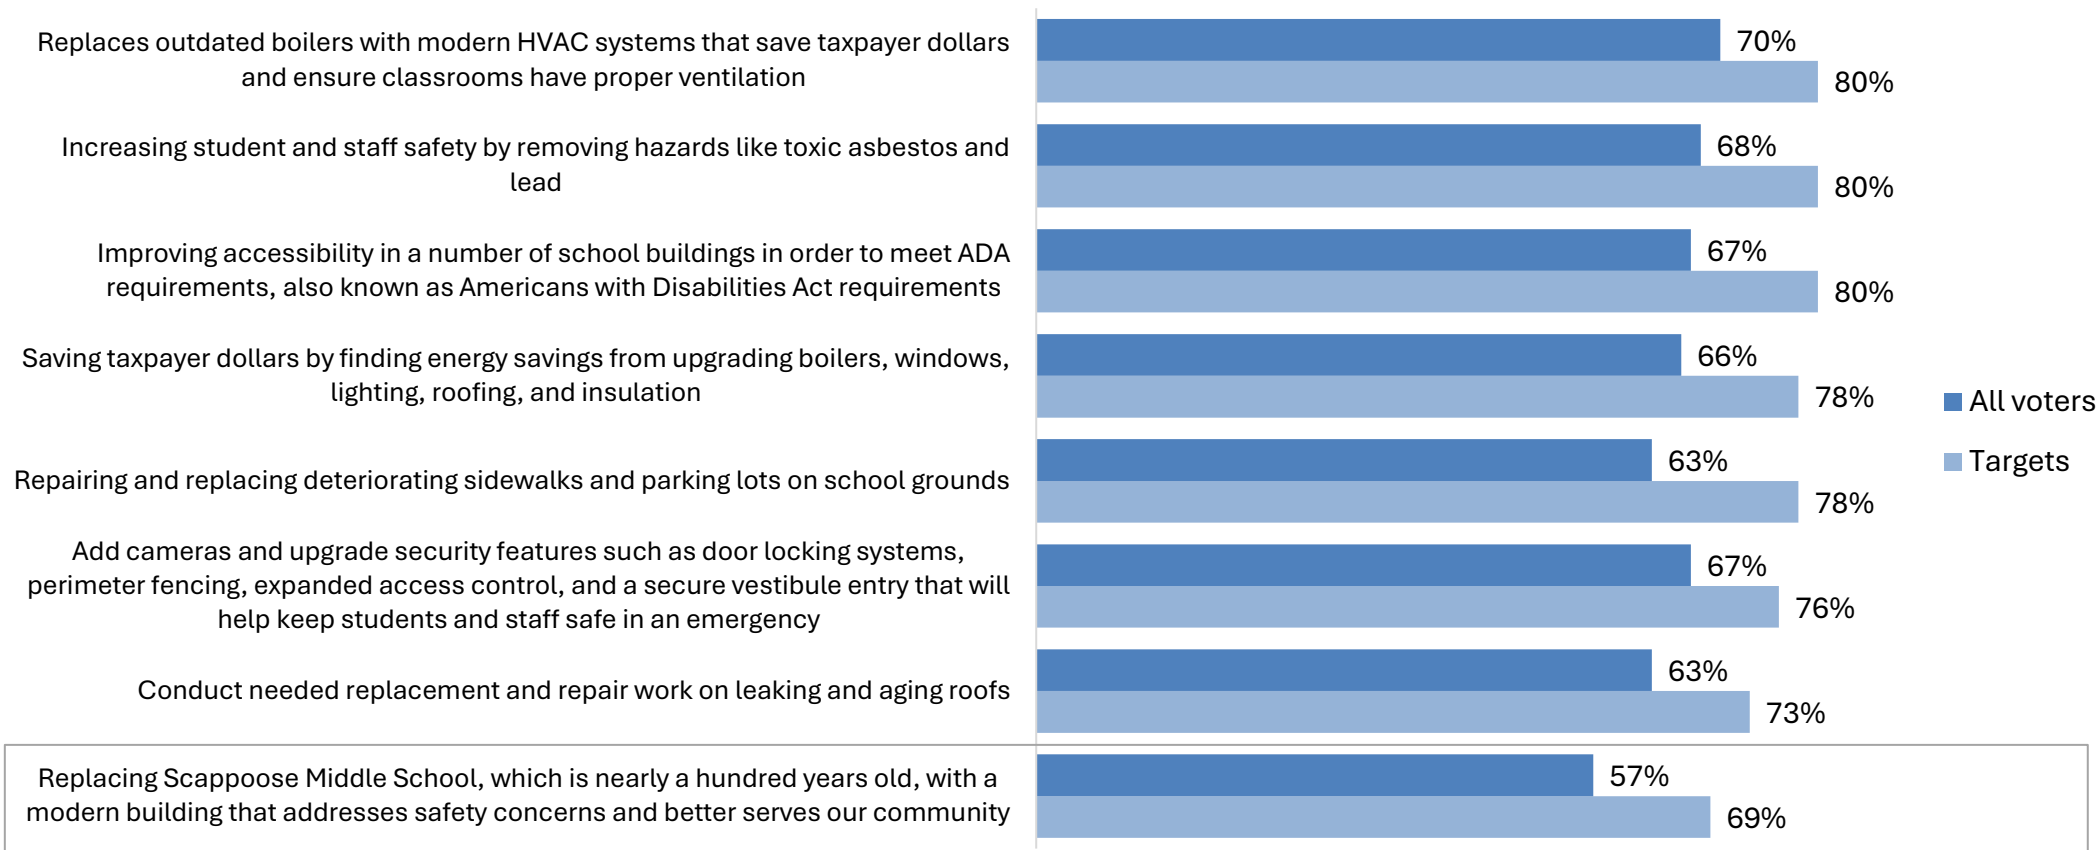 Replaces outdated boilers with modern HVAC systems that save taxpayer dollars
and ensure classrooms have proper ventilation
70%
80%
Increasing student and staff safety by removing hazards like toxic asbestos and
lead
68%
80%
Improving accessibility in a number of school buildings in order to meet ADA
requirements, also known as Americans with Disabilities Act requirements
67%
80%
Saving taxpayer dollars by finding energy savings from upgrading boilers, windows,
lighting, roofing, and insulation
66%
78%
Repairing and replacing deteriorating sidewalks and parking lots on school grounds
63%
78%
Add cameras and upgrade security features such as door locking systems,
perimeter fencing, expanded access control, and a secure vestibule entry that will
help keep students and staff safe in an emergency
67%
76%
Conduct needed replacement and repair work on leaking and aging roofs
63%
73%
Replacing Scappoose Middle School, which is nearly a hundred years old, with a
modern building that addresses safety concerns and better serves our community
57%
69%
All voters
Targets